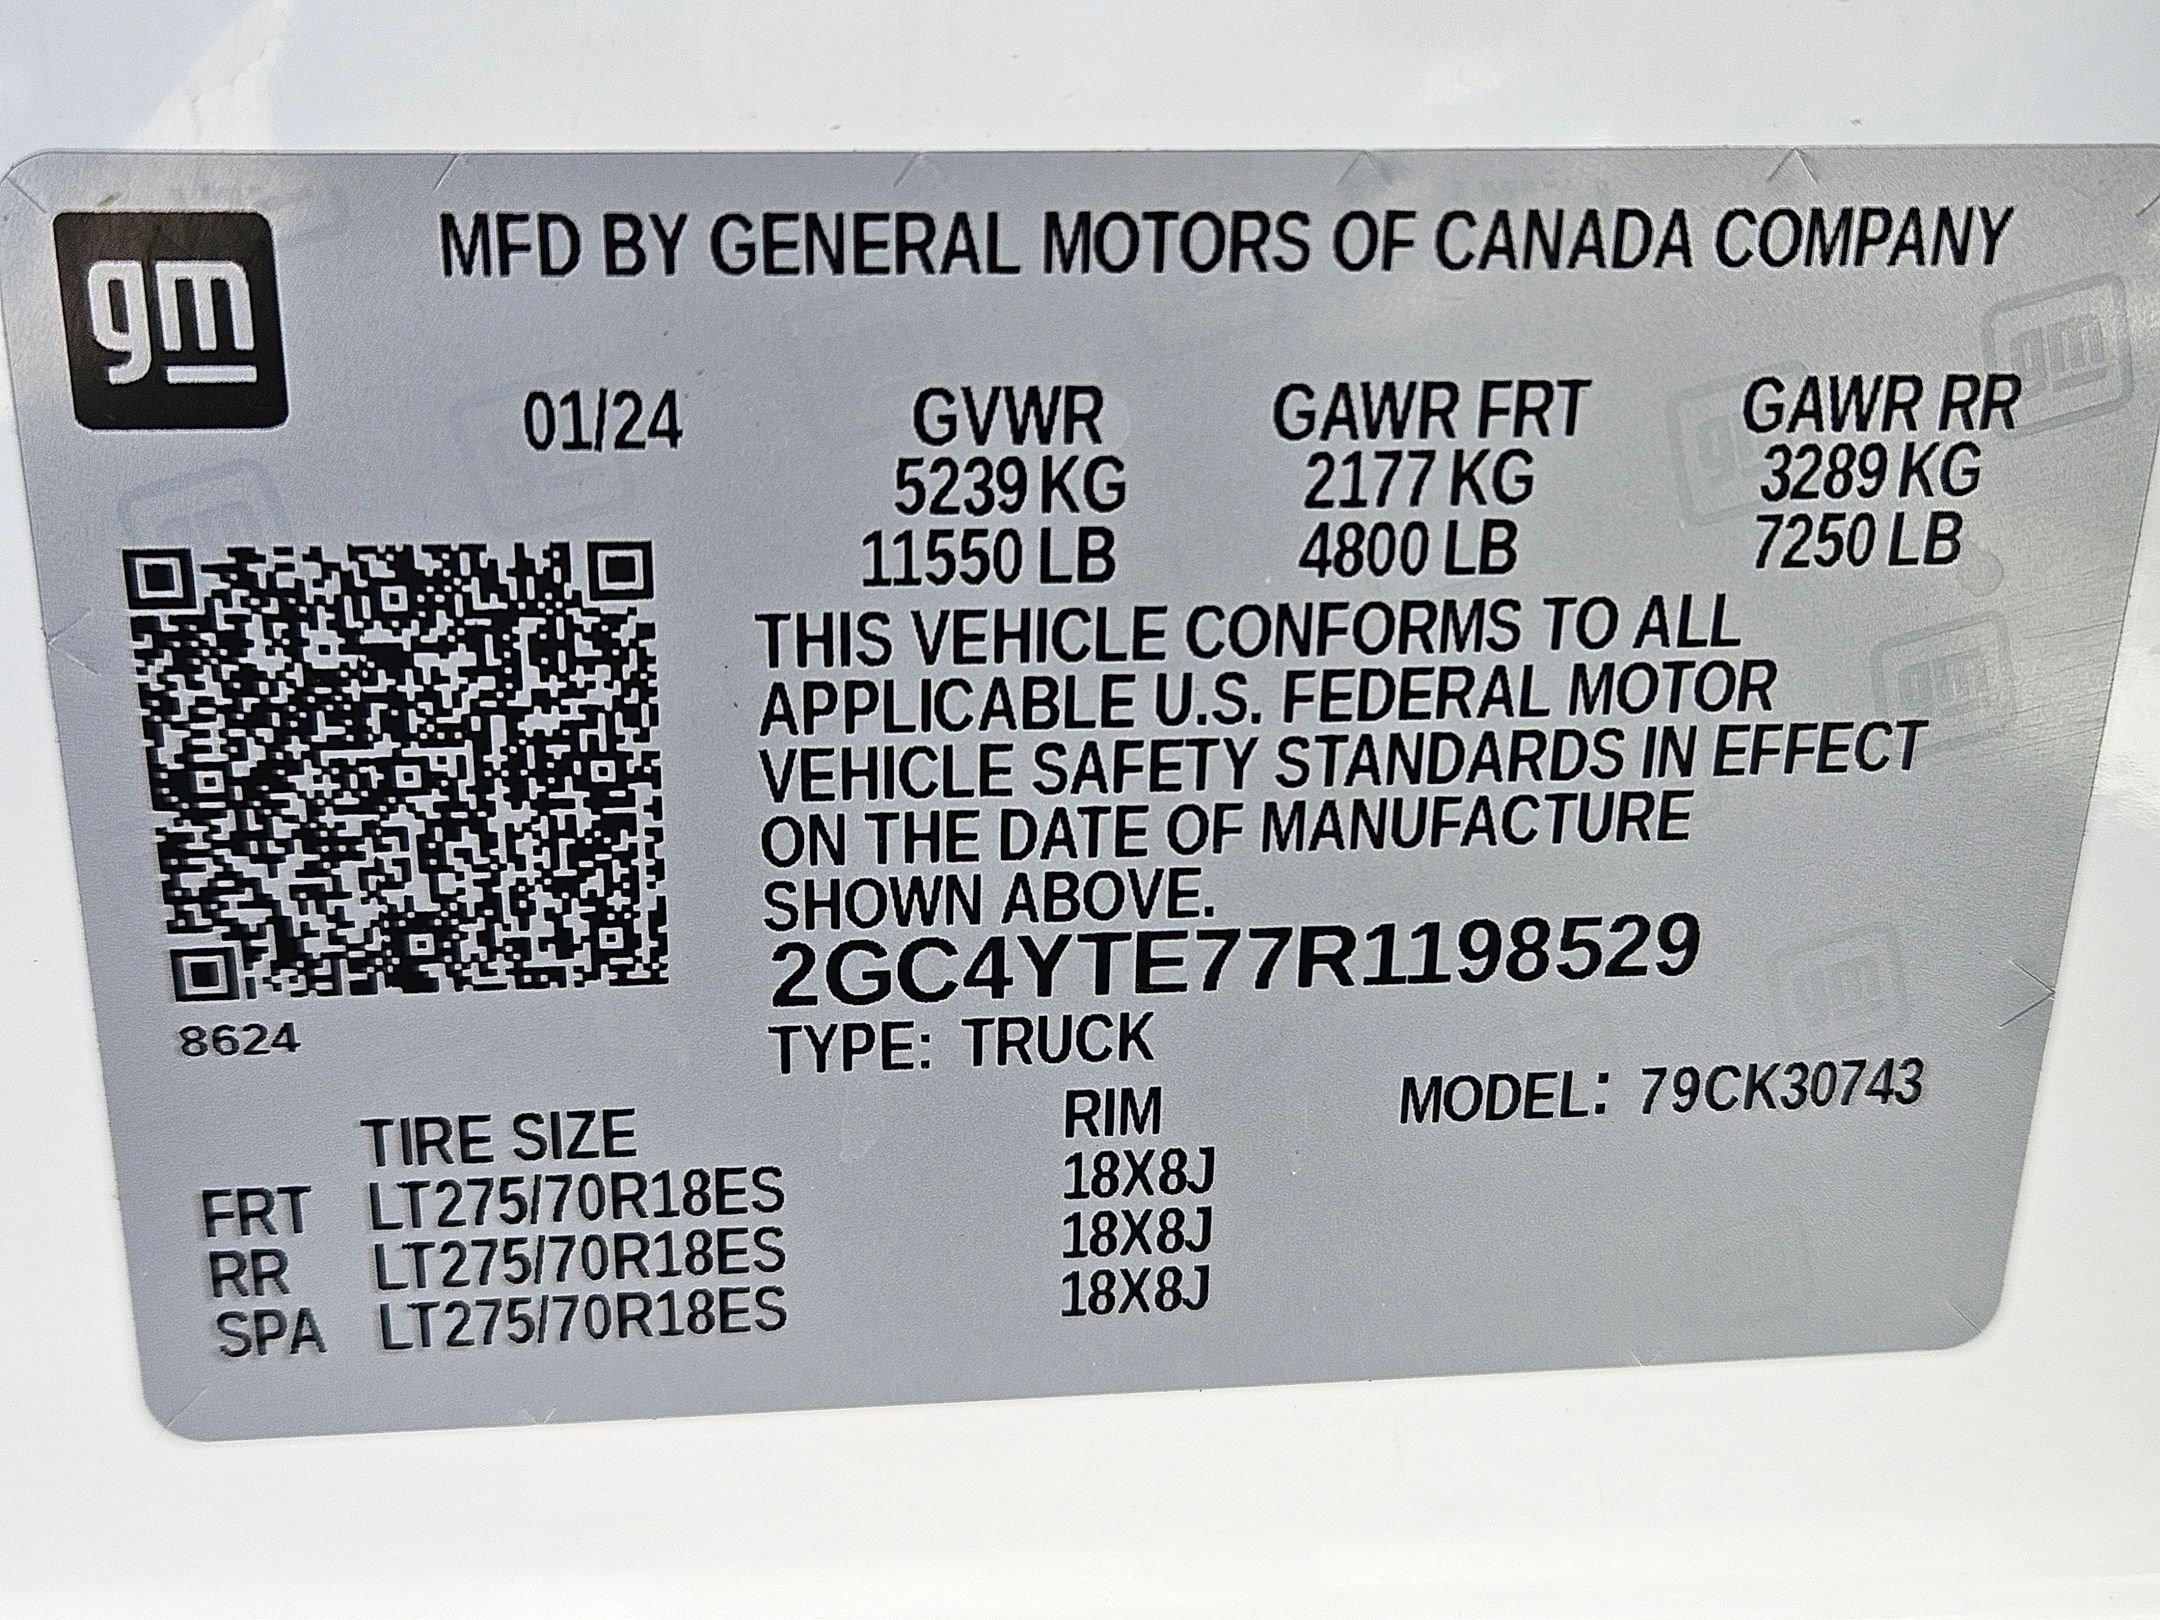 gm
MFD BY GENERAL MOTORS OF CANADA COMPANY
01/24 GVWR GAWR FRT GAWR RR
5239 KG 2177 KG 3289 KG
11550 LB 4800 LB 7250 LB
THIS VEHICLE CONFORMS TO ALL
APPLICABLE U.S. FEDERAL MOTOR
VEHICLE SAFETY STANDARDS IN EFFECT
ON THE DATE OF MANUFACTURE
SHOWN ABOVE.
2GC4YTE77R1198529
8624
TYPE: TRUCK
MODEL: 79CK30743
TIRE SIZE RIM
FRT LT275/70R18ES 18X8J
RR LT275/70R18ES 18X8J
SPA LT275/70R18ES 18X8J